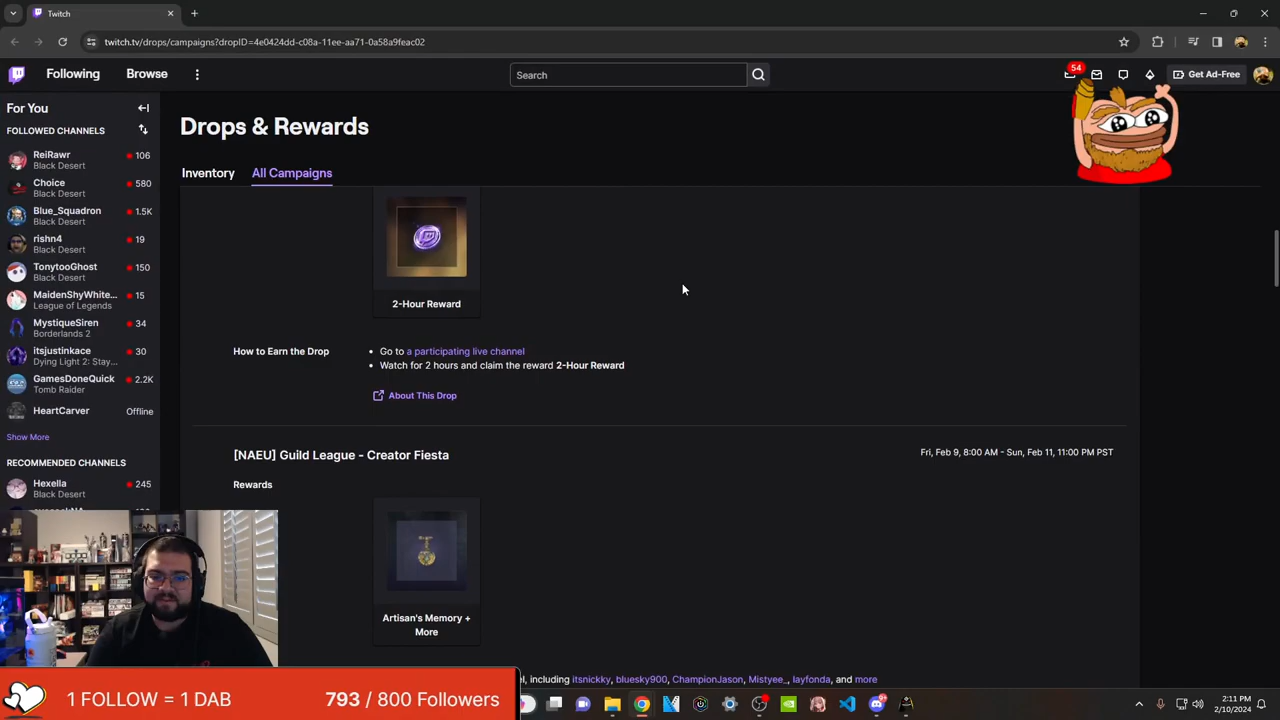 Twitch
twitch.tv/drops/campaigns?dropID=4e0424dd-c08a-11ee-aa71-0a58a9feac02
Following
Browse
Search
54
Get Ad-Free
For You
FOLLOWED CHANNELS
ReiRawr 106
Black Desert
Choice 580
Black Desert
Blue_Squadron 1.5K
Black Desert
rishn4 19
Black Desert
TonytooGhost 150
Black Desert
MaidenShyWhite... 15
League of Legends
MystiqueSiren 34
Borderlands 2
itsjustinkace 30
Dying Light 2: Stay...
GamesDoneQuick 2.2K
Tomb Raider
HeartCarver Offline
Show More
RECOMMENDED CHANNELS
Hexella 245
Black Desert
Drops & Rewards
Inventory All Campaigns
2-Hour Reward
How to Earn the Drop
• Go to a participating live channel
• Watch for 2 hours and claim the reward 2-Hour Reward
About This Drop
[NAEU] Guild League - Creator Fiesta
Fri, Feb 9, 8:00 AM - Sun, Feb 11, 11:00 PM PST
Rewards
Artisan's Memory +
More
el, including itsnickky, bluesky900, ChampionJason, Mistyee_, layfonda, and more
1 FOLLOW = 1 DAB
793 / 800 Followers
2:11 PM
2/10/2024